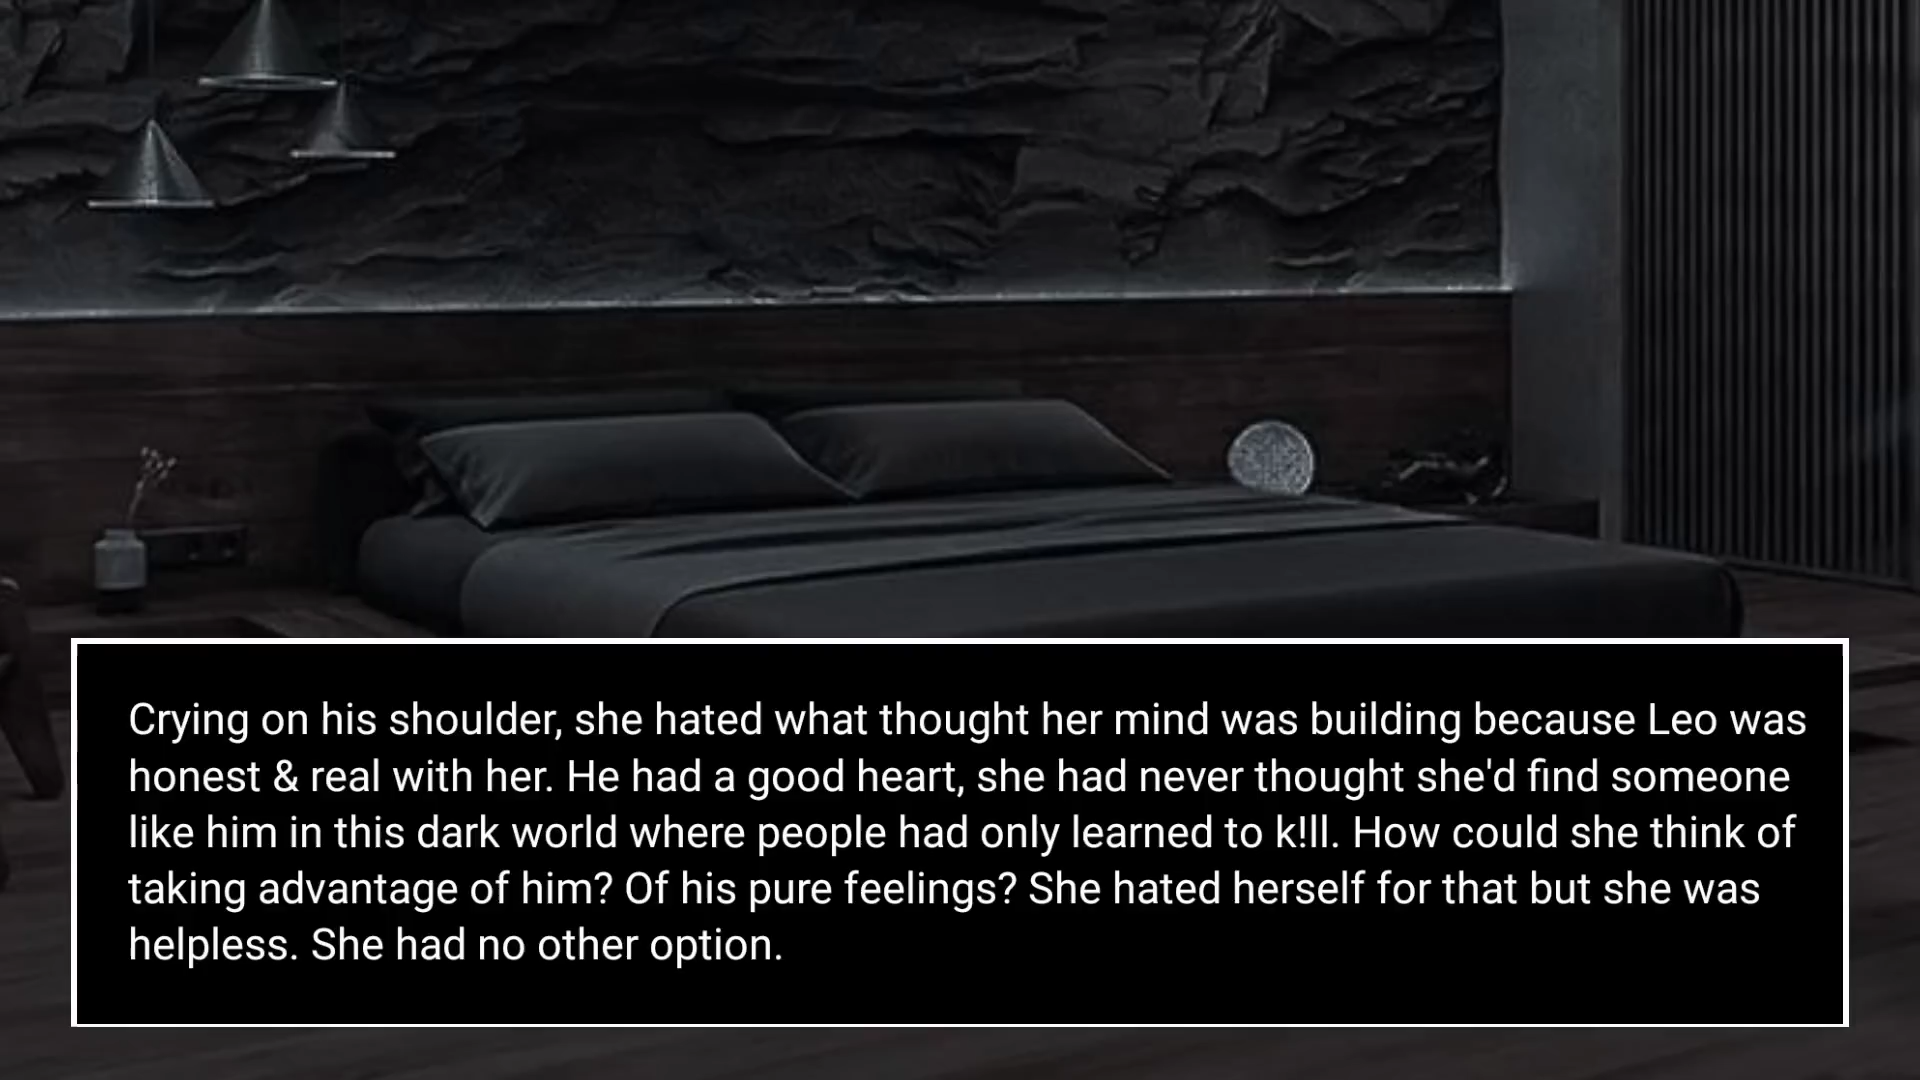 Crying on his shoulder, she hated what thought her mind was building because Leo was
honest & real with her. He had a good heart, she had never thought she'd find someone
like him in this dark world where people had only learned to k!ll. How could she think of
taking advantage of him? Of his pure feelings? She hated herself for that but she was
helpless. She had no other option.